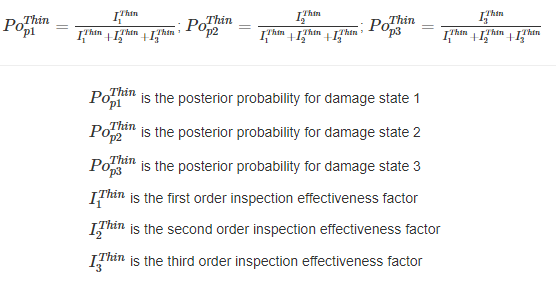 Po_{p1}^{Thin} = \frac{I_1^{Thin}}{I_1^{Thin}+I_2^{Thin}+I_3^{Thin}}; Po_{p2}^{Thin} = \frac{I_2^{Thin}}{I_1^{Thin}+I_2^{Thin}+I_3^{Thin}}; Po_{p3}^{Thin} = \frac{I_3^{Thin}}{I_1^{Thin}+I_2^{Thin}+I_3^{Thin}}
Po_{p1}^{Thin} is the posterior probability for damage state 1
Po_{p2}^{Thin} is the posterior probability for damage state 2
Po_{p3}^{Thin} is the posterior probability for damage state 3
I_1^{Thin} is the first order inspection effectiveness factor
I_2^{Thin} is the second order inspection effectiveness factor
I_3^{Thin} is the third order inspection effectiveness factor